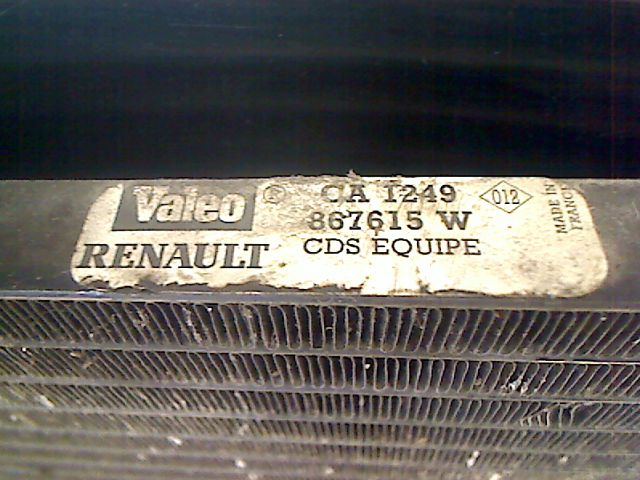 Valeo © CA 1249 012
867615 W
RENAULT CDS EQUIPE
MADE IN
FRANCE